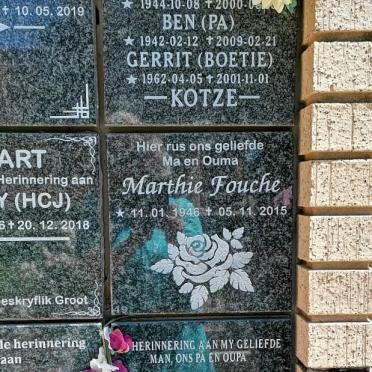 † 10. 05. 2019
★ 1944-10-08 † 2000-0
BEN (PA)
★ 1942-02-12 † 2009-02-21
GERRIT (BOETIE)
★ 1962-04-05 † 2001-11-01
KOTZE
ART
Herinnering aan
Y (HCJ)
6 † 20. 12. 2018
eskryflik Groot
Hier rus ons geliefde
Ma en Ouma
Marthie Fouche
★ 11. 01. 1946 † 05. 11. 2015
de herinnering
aan
HERINNERING AAN MY GELIEFDE
MAN, ONS PA EN OUPA